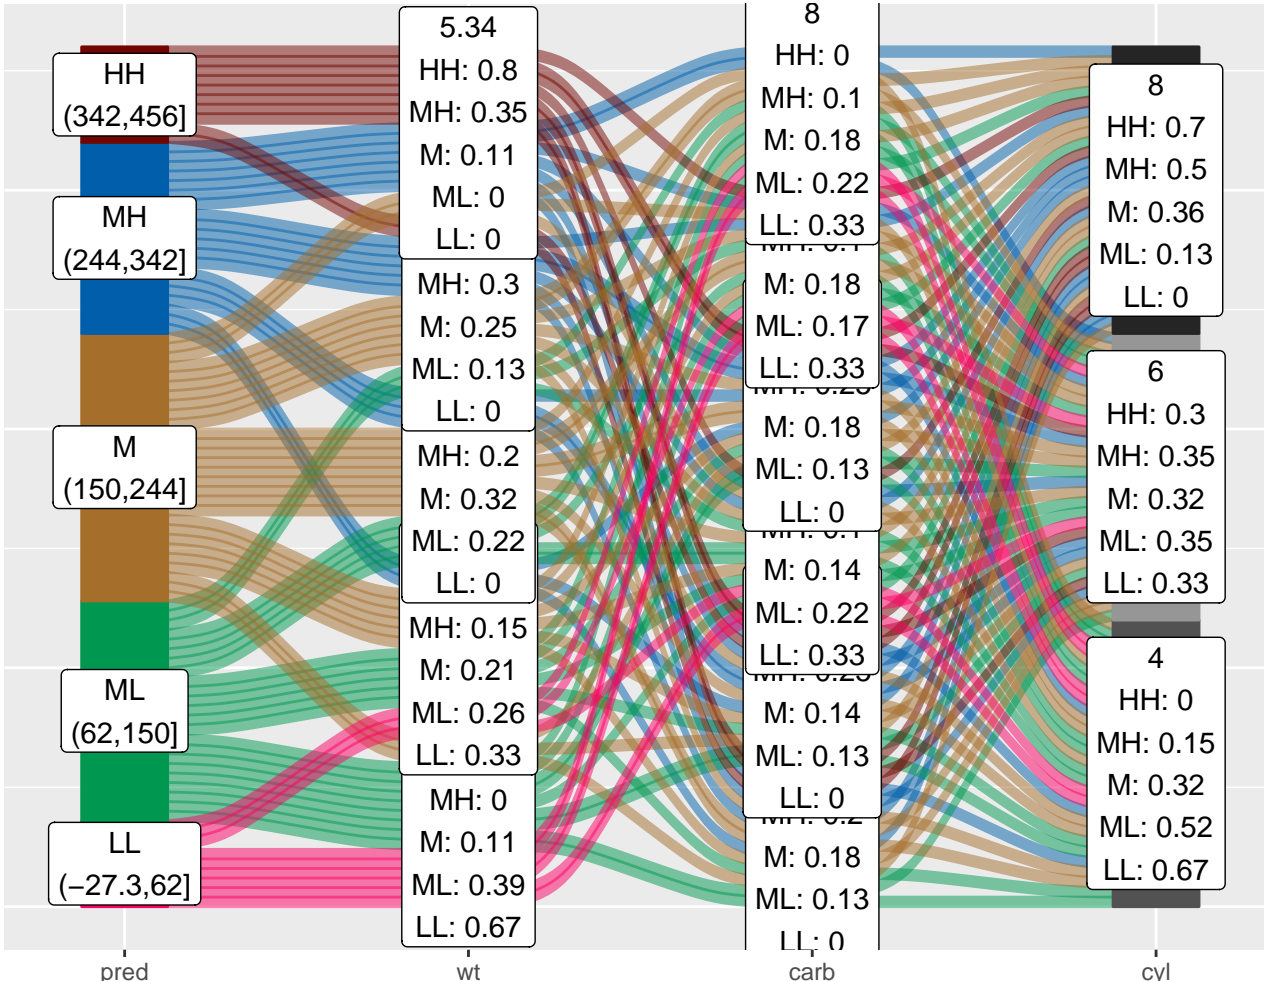 HH
(342,456]
MH
(244,342]
M
(150,244]
ML
(62,150]
LL
(−27.3,62]
5.34
HH: 0.8
MH: 0.35
M: 0.11
ML: 0
LL: 0
MH: 0.3
M: 0.25
ML: 0.13
LL: 0
MH: 0.2
M: 0.32
ML: 0.22
LL: 0
MH: 0.15
M: 0.21
ML: 0.26
LL: 0.33
MH: 0
M: 0.11
ML: 0.39
LL: 0.67
8
HH: 0
MH: 0.1
M: 0.18
ML: 0.22
LL: 0.33
M: 0.18
ML: 0.17
LL: 0.33
M: 0.18
ML: 0.13
LL: 0
M: 0.14
ML: 0.22
LL: 0.33
M: 0.14
ML: 0.13
LL: 0
M: 0.18
ML: 0.13
LL: 0
8
HH: 0.7
MH: 0.5
M: 0.36
ML: 0.13
LL: 0
6
HH: 0.3
MH: 0.35
M: 0.32
ML: 0.35
LL: 0.33
4
HH: 0
MH: 0.15
M: 0.32
ML: 0.52
LL: 0.67
pred
wt
carb
cyl